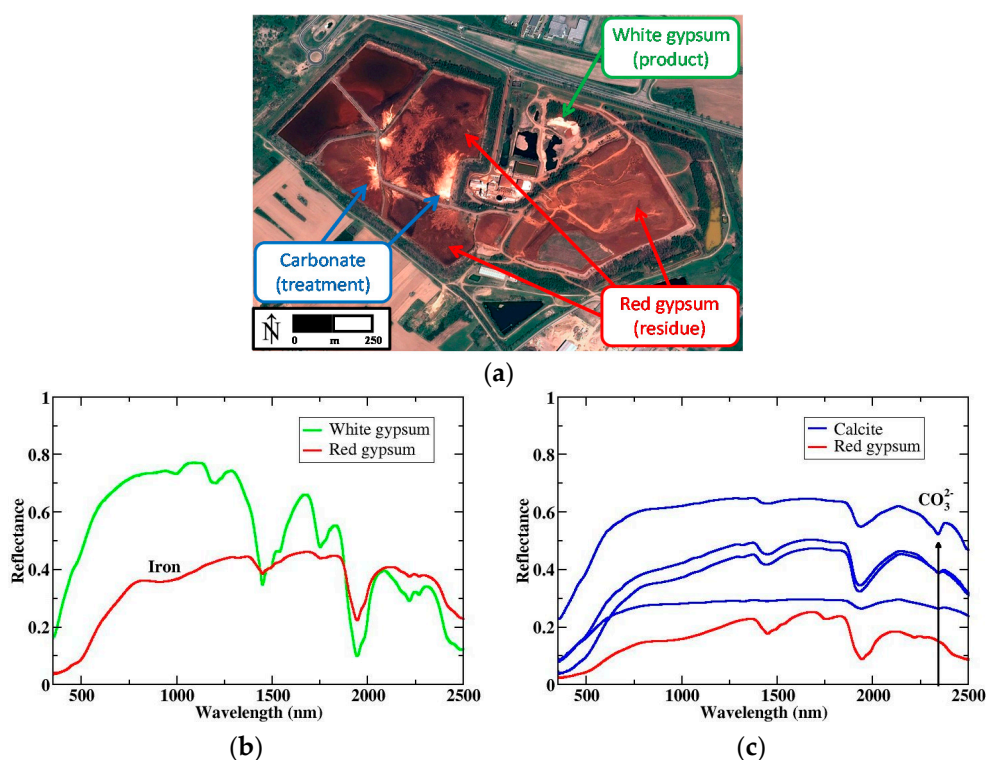 White gypsum
(product)
Carbonate
(treatment)
Red gypsum
(residue)
N
0 m 250
(a)
1
0.8
0.6
0.4
0.2
0
Reflectance
White gypsum
Red gypsum
Iron
500 1000 1500 2000 2500
Wavelength (nm)
(b)
1
0.8
0.6
0.4
0.2
0
Reflectance
Calcite
Red gypsum
CO₃²⁻
500 1000 1500 2000 2500
Wavelength (nm)
(c)